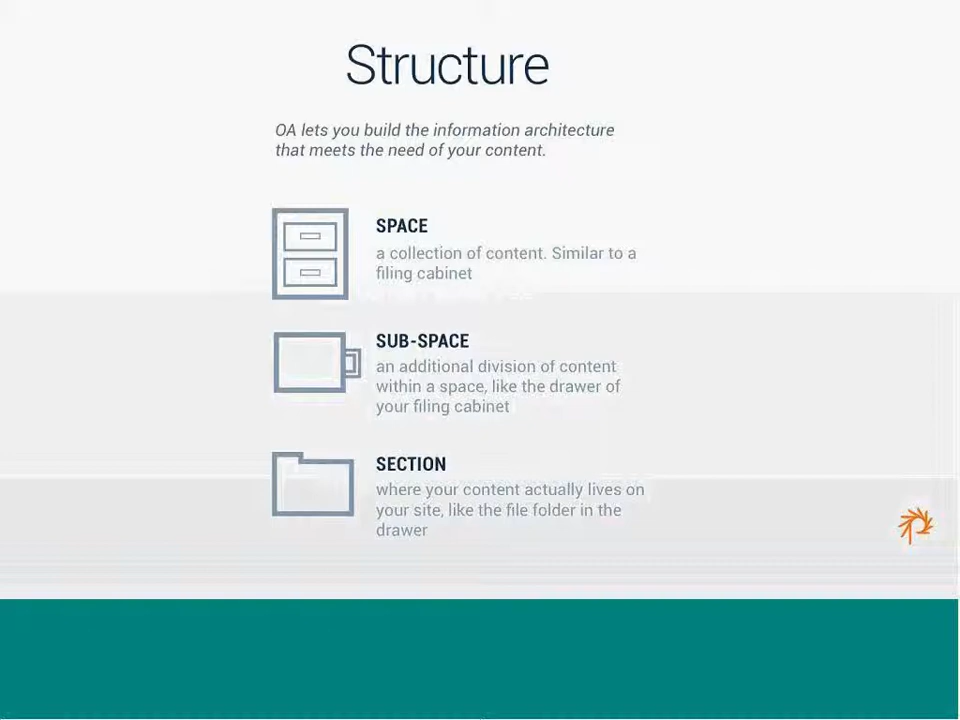 Structure
OA lets you build the information architecture
that meets the need of your content.
SPACE
a collection of content. Similar to a
filing cabinet
SUB-SPACE
an additional division of content
within a space, like the drawer of
your filing cabinet
SECTION
where your content actually lives on
your site, like the file folder in the
drawer